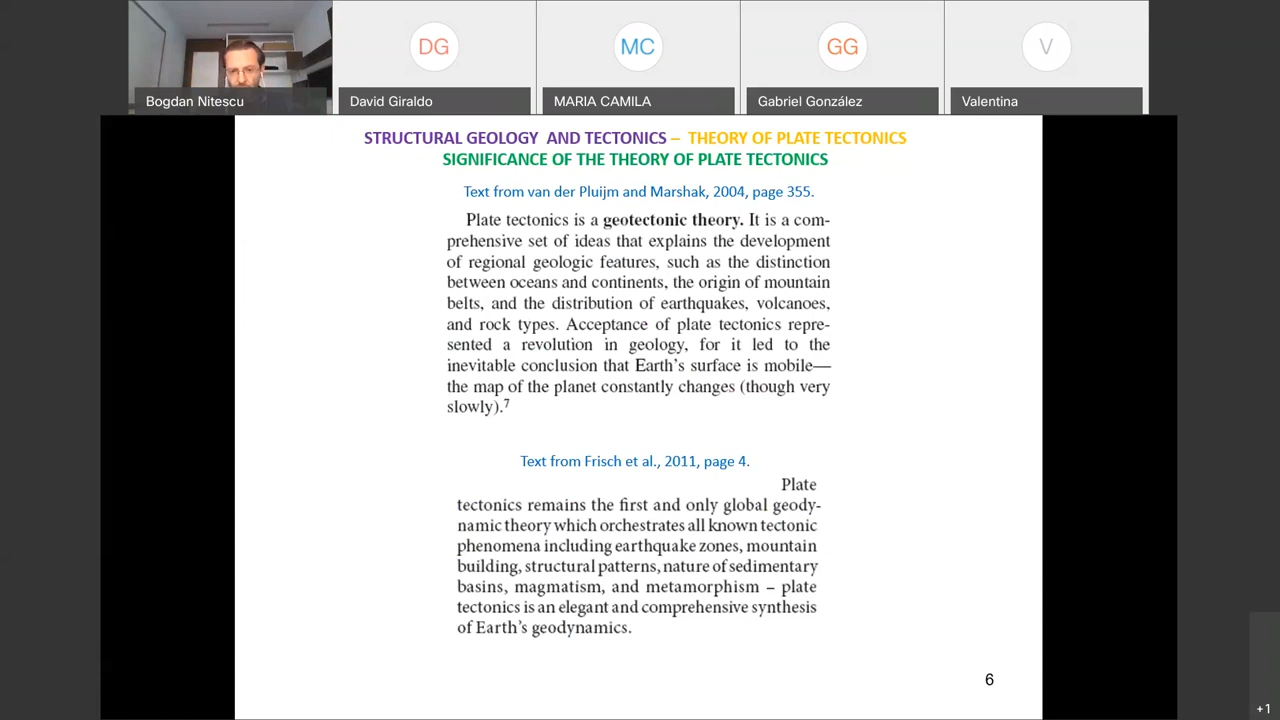 DG
MC
GG
V
Bogdan Nitescu
David Giraldo
MARIA CAMILA
Gabriel González
Valentina
STRUCTURAL GEOLOGY AND TECTONICS – THEORY OF PLATE TECTONICS
SIGNIFICANCE OF THE THEORY OF PLATE TECTONICS
Text from van der Pluijm and Marshak, 2004, page 355.
Plate tectonics is a geotectonic theory. It is a com-
prehensive set of ideas that explains the development
of regional geologic features, such as the distinction
between oceans and continents, the origin of mountain
belts, and the distribution of earthquakes, volcanoes,
and rock types. Acceptance of plate tectonics repre-
sented a revolution in geology, for it led to the
inevitable conclusion that Earth's surface is mobile—
the map of the planet constantly changes (though very
slowly).7
Text from Frisch et al., 2011, page 4.
Plate
tectonics remains the first and only global geody-
namic theory which orchestrates all known tectonic
phenomena including earthquake zones, mountain
building, structural patterns, nature of sedimentary
basins, magmatism, and metamorphism – plate
tectonics is an elegant and comprehensive synthesis
of Earth's geodynamics.
6
+1